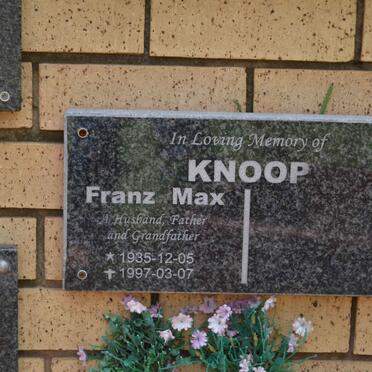 In Loving Memory of
KNOOP
Franz Max
A Husband, Father
and Grandfather
★ 1935-12-05
✝ 1997-03-07